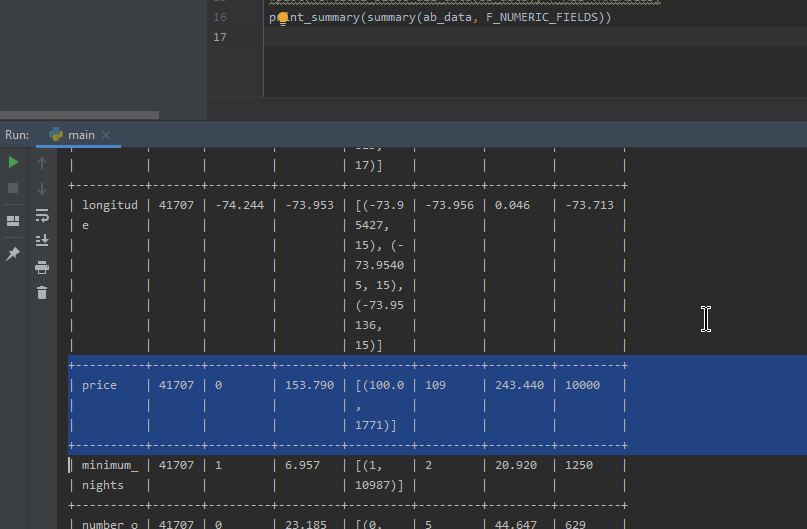 16 print_summary(summary(ab_data, F_NUMERIC_FIELDS))
17
Run: main
| | | | | 17)] | | | |
+----------+-------+---------+---------+--------+---------+---------+---------+
| longitud | 41707 | -74.244 | -73.953 | [(-73.9 | -73.956 | 0.046 | -73.713 |
| e | | | | 5427, | | | |
| | | | | 15), (- | | | |
| | | | | 73.9540 | | | |
| | | | | 5, 15), | | | |
| | | | | (-73.95 | | | |
| | | | | 136, | | | |
| | | | | 15)] | | | |
+----------+-------+---------+---------+--------+---------+---------+---------+
| price | 41707 | 0 | 153.790 | [(100.0 | 109 | 243.440 | 10000 |
| | | | | , | | | |
| | | | | 1771)] | | | |
+----------+-------+---------+---------+--------+---------+---------+---------+
| minimum_ | 41707 | 1 | 6.957 | [(1, | 2 | 20.920 | 1250 |
| nights | | | | 10987)] | | | |
+----------+-------+---------+---------+--------+---------+---------+---------+
| number_o | 41707 | 0 | 23.185 | [(0, | 5 | 44.647 | 629 |